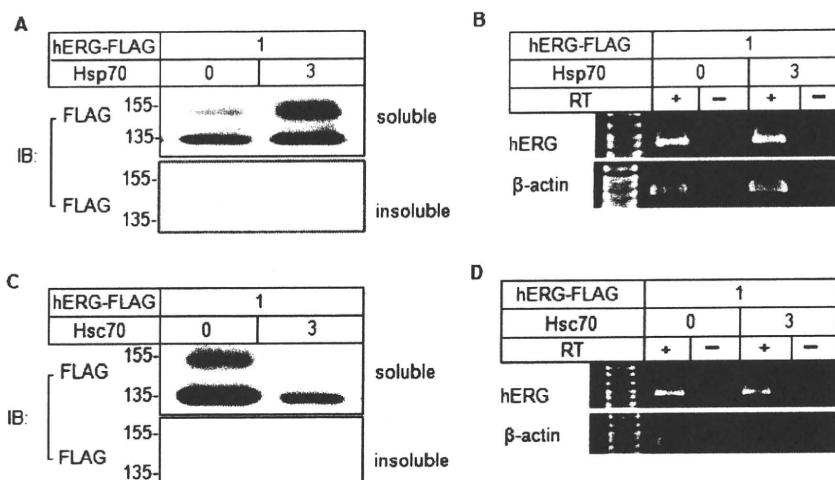 A
hERG-FLAG 1
Hsp70 0 3
FLAG 155- 135- soluble
IB:
FLAG 155- 135- insoluble
B
hERG-FLAG 1
Hsp70 0 3
RT + − + −
hERG
β-actin
C
hERG-FLAG 1
Hsc70 0 3
FLAG 155- 135- soluble
IB:
FLAG 155- 135- insoluble
D
hERG-FLAG 1
Hsc70 0 3
RT + − + −
hERG
β-actin